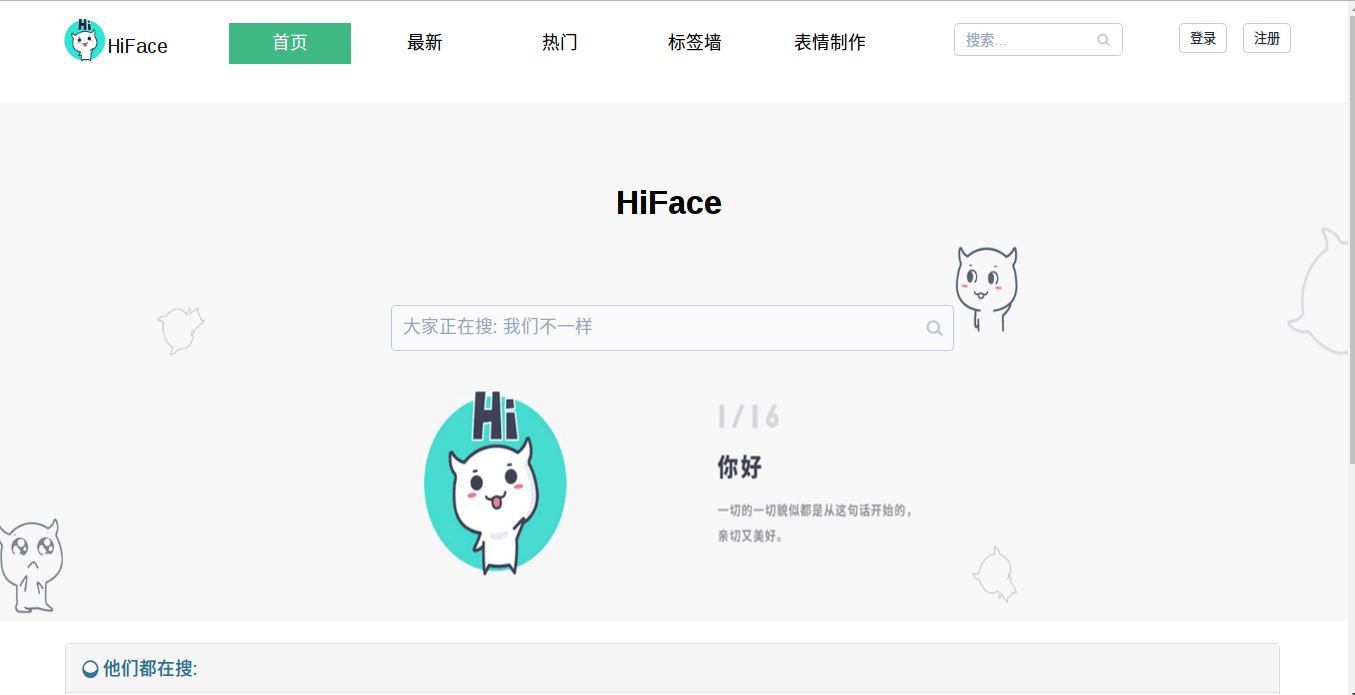 Hi
HiFace
首页
最新
热门
标签墙
表情制作
搜索...
登录
注册
HiFace
大家正在搜: 我们不一样
Hi
1/16
你好
一切的一切貌似都是从这句话开始的，
亲切又美好。
他们都在搜: